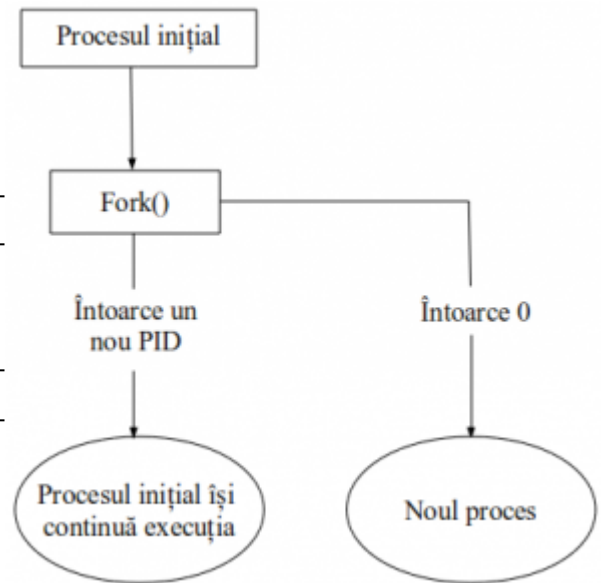 Procesul inițial
Fork()
Întoarce un
nou PID
Întoarce 0
Procesul inițial își
continuă execuția
Noul proces